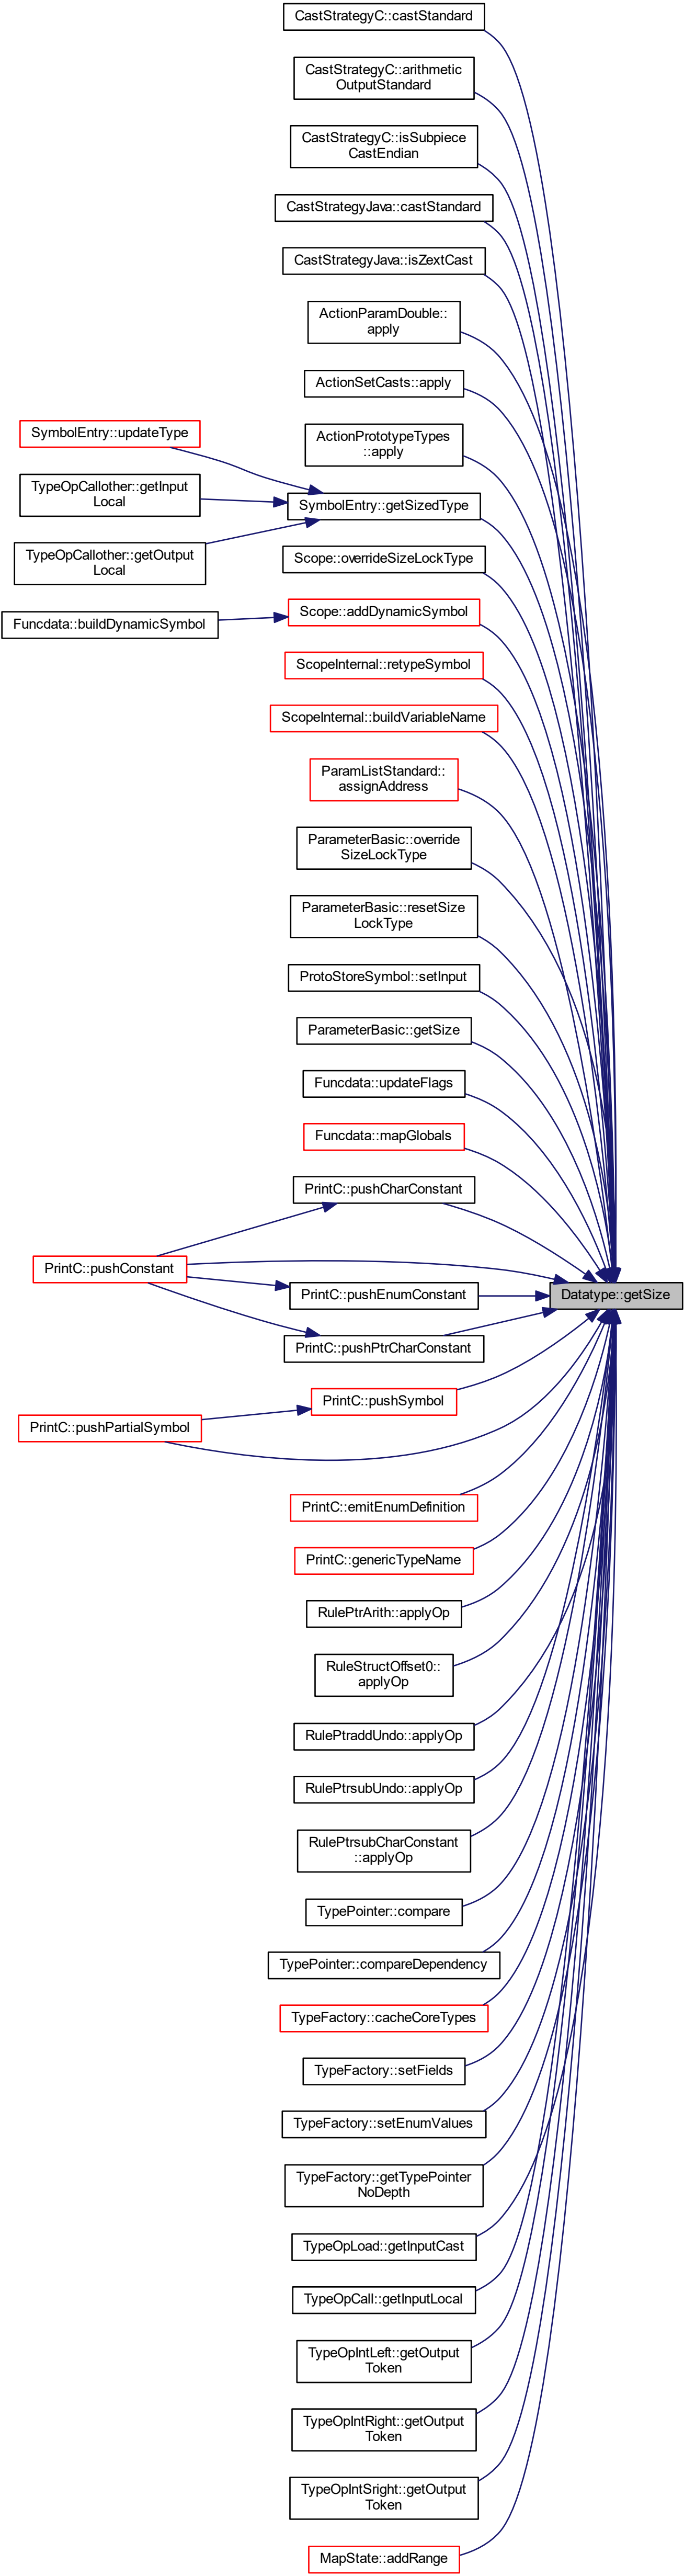 CastStrategyC::castStandard
CastStrategyC::arithmetic
OutputStandard
CastStrategyC::isSubpiece
CastEndian
CastStrategyJava::castStandard
CastStrategyJava::isZextCast
ActionParamDouble::
apply
ActionSetCasts::apply
ActionPrototypeTypes
::apply
SymbolEntry::updateType
TypeOpCallother::getInput
Local
SymbolEntry::getSizedType
TypeOpCallother::getOutput
Local
Scope::overrideSizeLockType
Funcdata::buildDynamicSymbol
Scope::addDynamicSymbol
ScopeInternal::retypeSymbol
ScopeInternal::buildVariableName
ParamListStandard::
assignAddress
ParameterBasic::override
SizeLockType
ParameterBasic::resetSize
LockType
ProtoStoreSymbol::setInput
ParameterBasic::getSize
Funcdata::updateFlags
Funcdata::mapGlobals
PrintC::pushCharConstant
PrintC::pushConstant
PrintC::pushEnumConstant
Datatype::getSize
PrintC::pushPtrCharConstant
PrintC::pushSymbol
PrintC::pushPartialSymbol
PrintC::emitEnumDefinition
PrintC::genericTypeName
RulePtrArith::applyOp
RuleStructOffset0::
applyOp
RulePtraddUndo::applyOp
RulePtrsubUndo::applyOp
RulePtrsubCharConstant
::applyOp
TypePointer::compare
TypePointer::compareDependency
TypeFactory::cacheCoreTypes
TypeFactory::setFields
TypeFactory::setEnumValues
TypeFactory::getTypePointer
NoDepth
TypeOpLoad::getInputCast
TypeOpCall::getInputLocal
TypeOpIntLeft::getOutput
Token
TypeOpIntRight::getOutput
Token
TypeOpIntSright::getOutput
Token
MapState::addRange